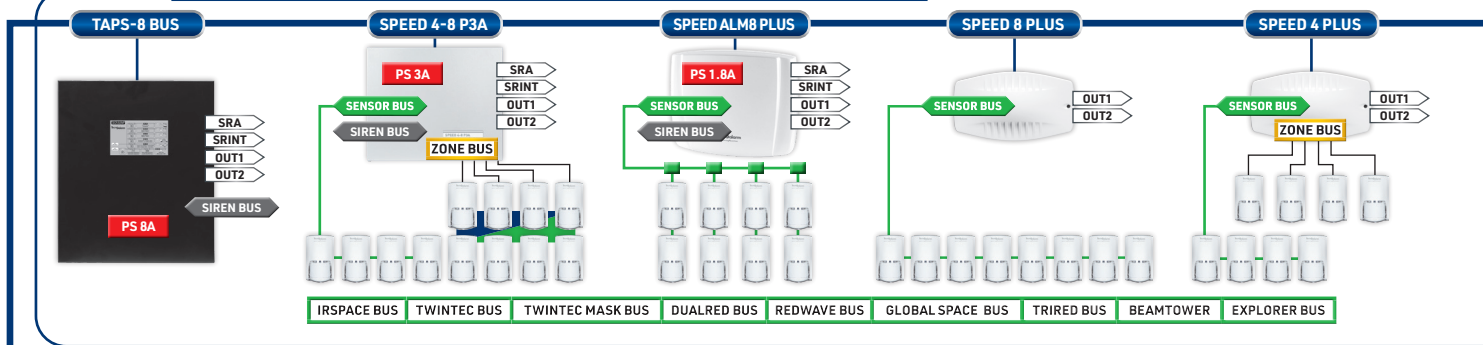 TAPS-8 BUS
SPEED 4-8 P3A
SPEED ALM8 PLUS
SPEED 8 PLUS
SPEED 4 PLUS
SRA
SRINT
OUT1
OUT2
SIREN BUS
PS 8A
PS 3A
SRA
SRINT
OUT1
OUT2
SENSOR BUS
SIREN BUS
ZONE BUS
PS 1.8A
SRA
SRINT
OUT1
OUT2
SENSOR BUS
SIREN BUS
SENSOR BUS
OUT1
OUT2
SENSOR BUS
OUT1
OUT2
ZONE BUS
IRSPACE BUS
TWINTEC BUS
TWINTEC MASK BUS
DUALRED BUS
REDWAVE BUS
GLOBAL SPACE BUS
TRIRED BUS
BEAMTOWER
EXPLORER BUS